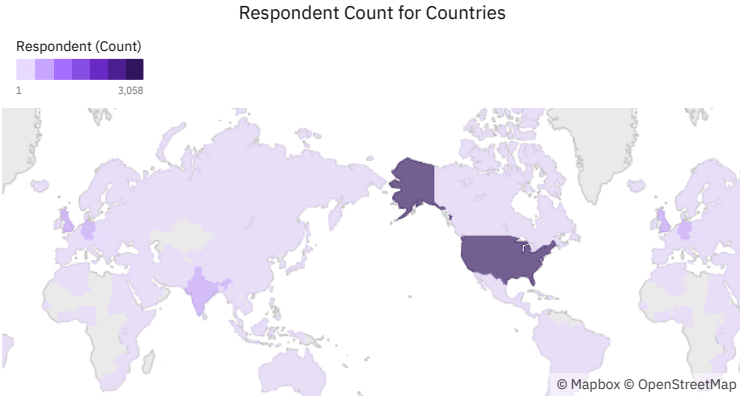 Respondent Count for Countries
Respondent (Count)
1 3,058
© Mapbox © OpenStreetMap